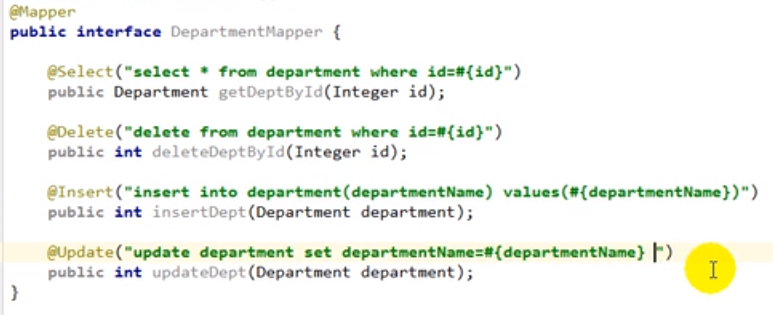 @Mapper
public interface DepartmentMapper {
@Select("select * from department where id=#{id}")
public Department getDeptById(Integer id);
@Delete("delete from department where id=#{id}")
public int deleteDeptById(Integer id);
@Insert("insert into department(departmentName) values(#{departmentName})")
public int insertDept(Department department);
@Update("update department set departmentName=#{departmentName} ")
public int updateDept(Department department);
}